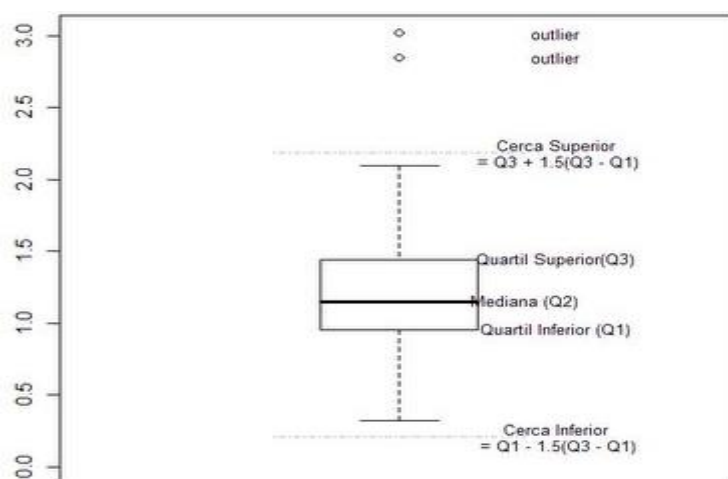 3.0
outlier
outlier
2.5
Cerca Superior
= Q3 + 1.5(Q3 - Q1)
2.0
1.5
Quartil Superior(Q3)
Mediana (Q2)
1.0
Quartil Inferior (Q1)
0.5
Cerca Inferior
= Q1 - 1.5(Q3 - Q1)
0.0